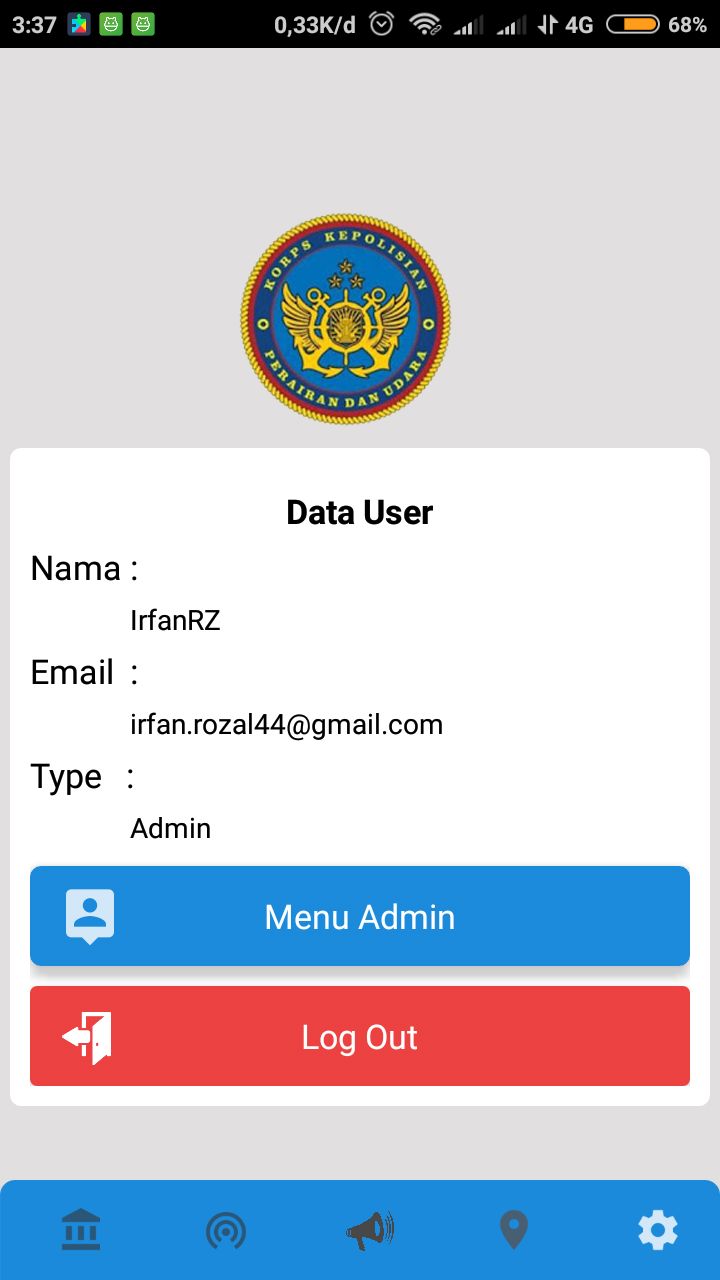 3:37 0,33K/d 4G 68%
KORPS KEPOLISIAN
PERAIRAN DAN UDARA
Data User
Nama :
IrfanRZ
Email :
irfan.rozal44@gmail.com
Type :
Admin
Menu Admin
Log Out